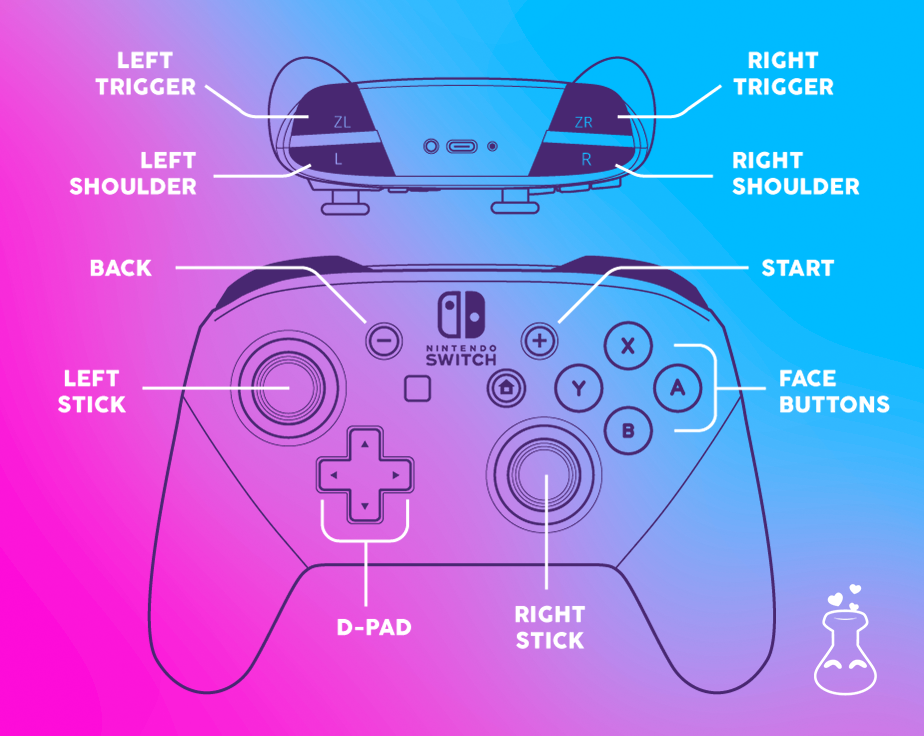 LEFT
TRIGGER
RIGHT
TRIGGER
ZL
ZR
LEFT
SHOULDER
L
R
RIGHT
SHOULDER
BACK
START
NINTENDO
SWITCH
X
Y
A
B
LEFT
STICK
FACE
BUTTONS
D-PAD
RIGHT
STICK